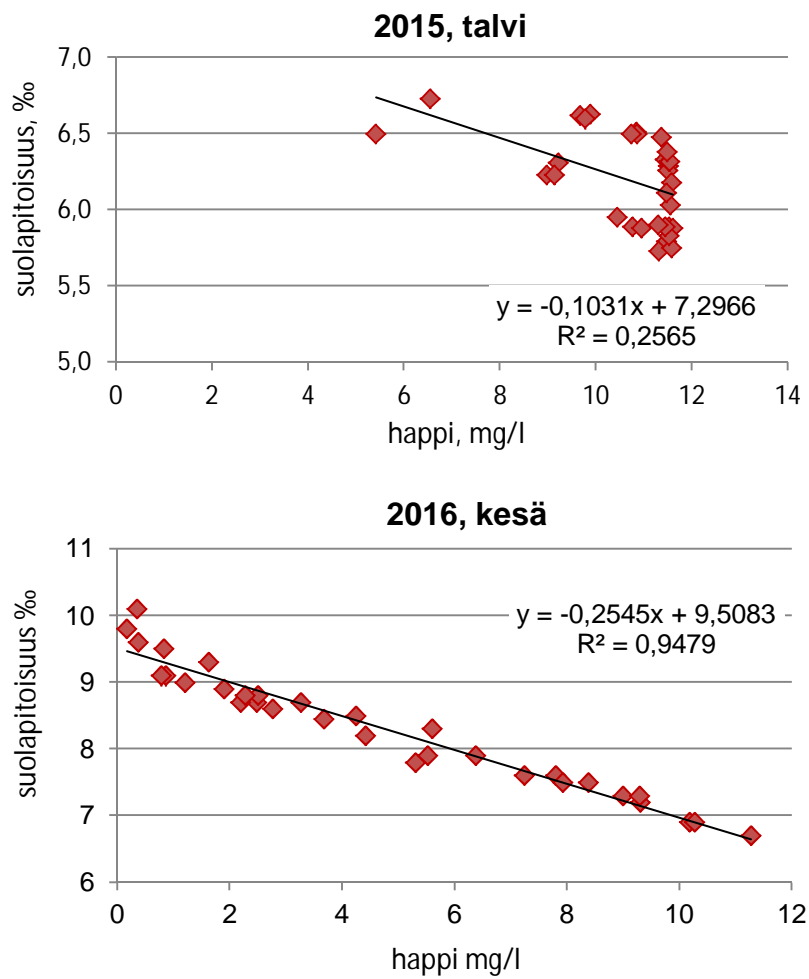 2015, talvi
7,0
6,5
6,0
5,5
5,0
suolapitoisuus, ‰
y = -0,1031x + 7,2966
R² = 0,2565
0 2 4 6 8 10 12 14
happi, mg/l
2016, kesä
11
10
9
8
7
6
suolapitoisuus ‰
y = -0,2545x + 9,5083
R² = 0,9479
0 2 4 6 8 10 12
happi mg/l